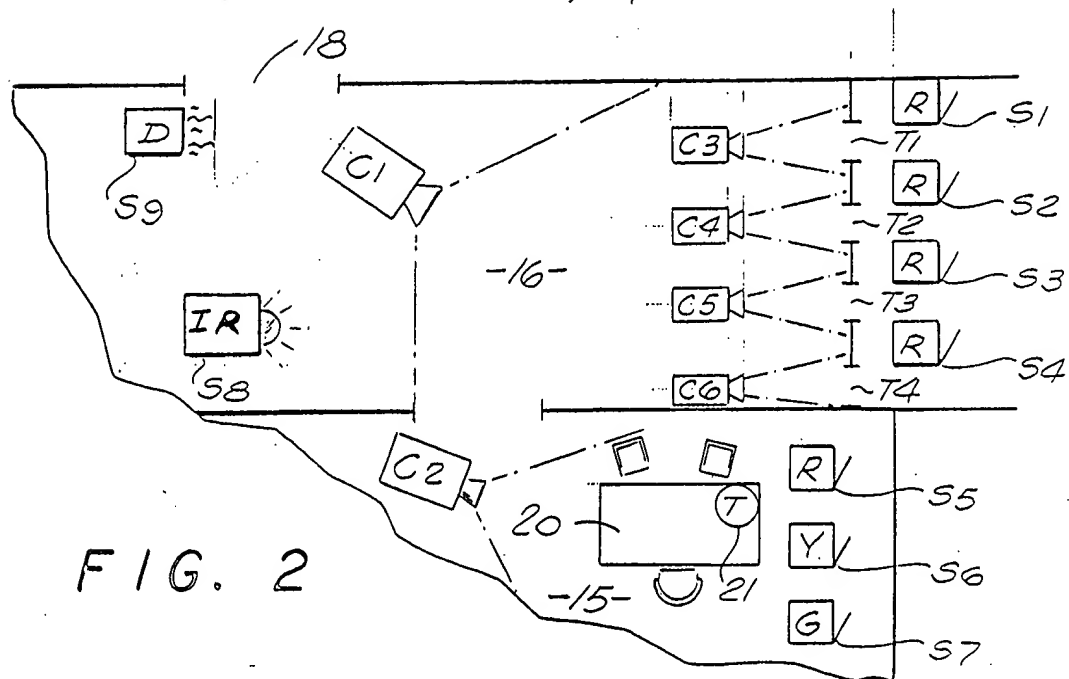 18
D
S9
C1
C3
R
S1
T1
C4
R
S2
T2
-16-
C5
R
S3
T3
IR
S8
C6
R
S4
T4
C2
R
S5
20
T
Y
S6
21
-15-
G
S7
FIG. 2